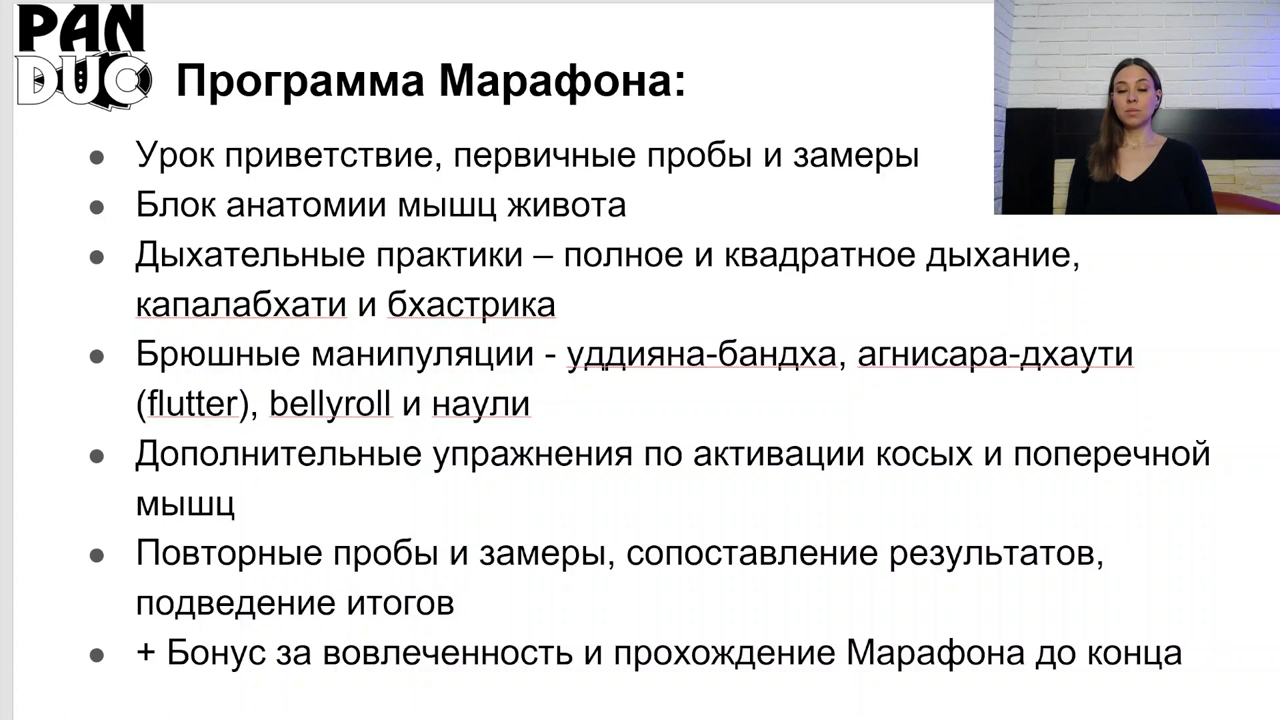 PAN
DUC
Программа Марафона:
Урок приветствие, первичные пробы и замеры
Блок анатомии мышц живота
Дыхательные практики – полное и квадратное дыхание,
капалабхати и бхастрика
Брюшные манипуляции - уддияна-бандха, агнисара-дхаути
(flutter), bellyroll и наули
Дополнительные упражнения по активации косых и поперечной
мышц
Повторные пробы и замеры, сопоставление результатов,
подведение итогов
+ Бонус за вовлеченность и прохождение Марафона до конца